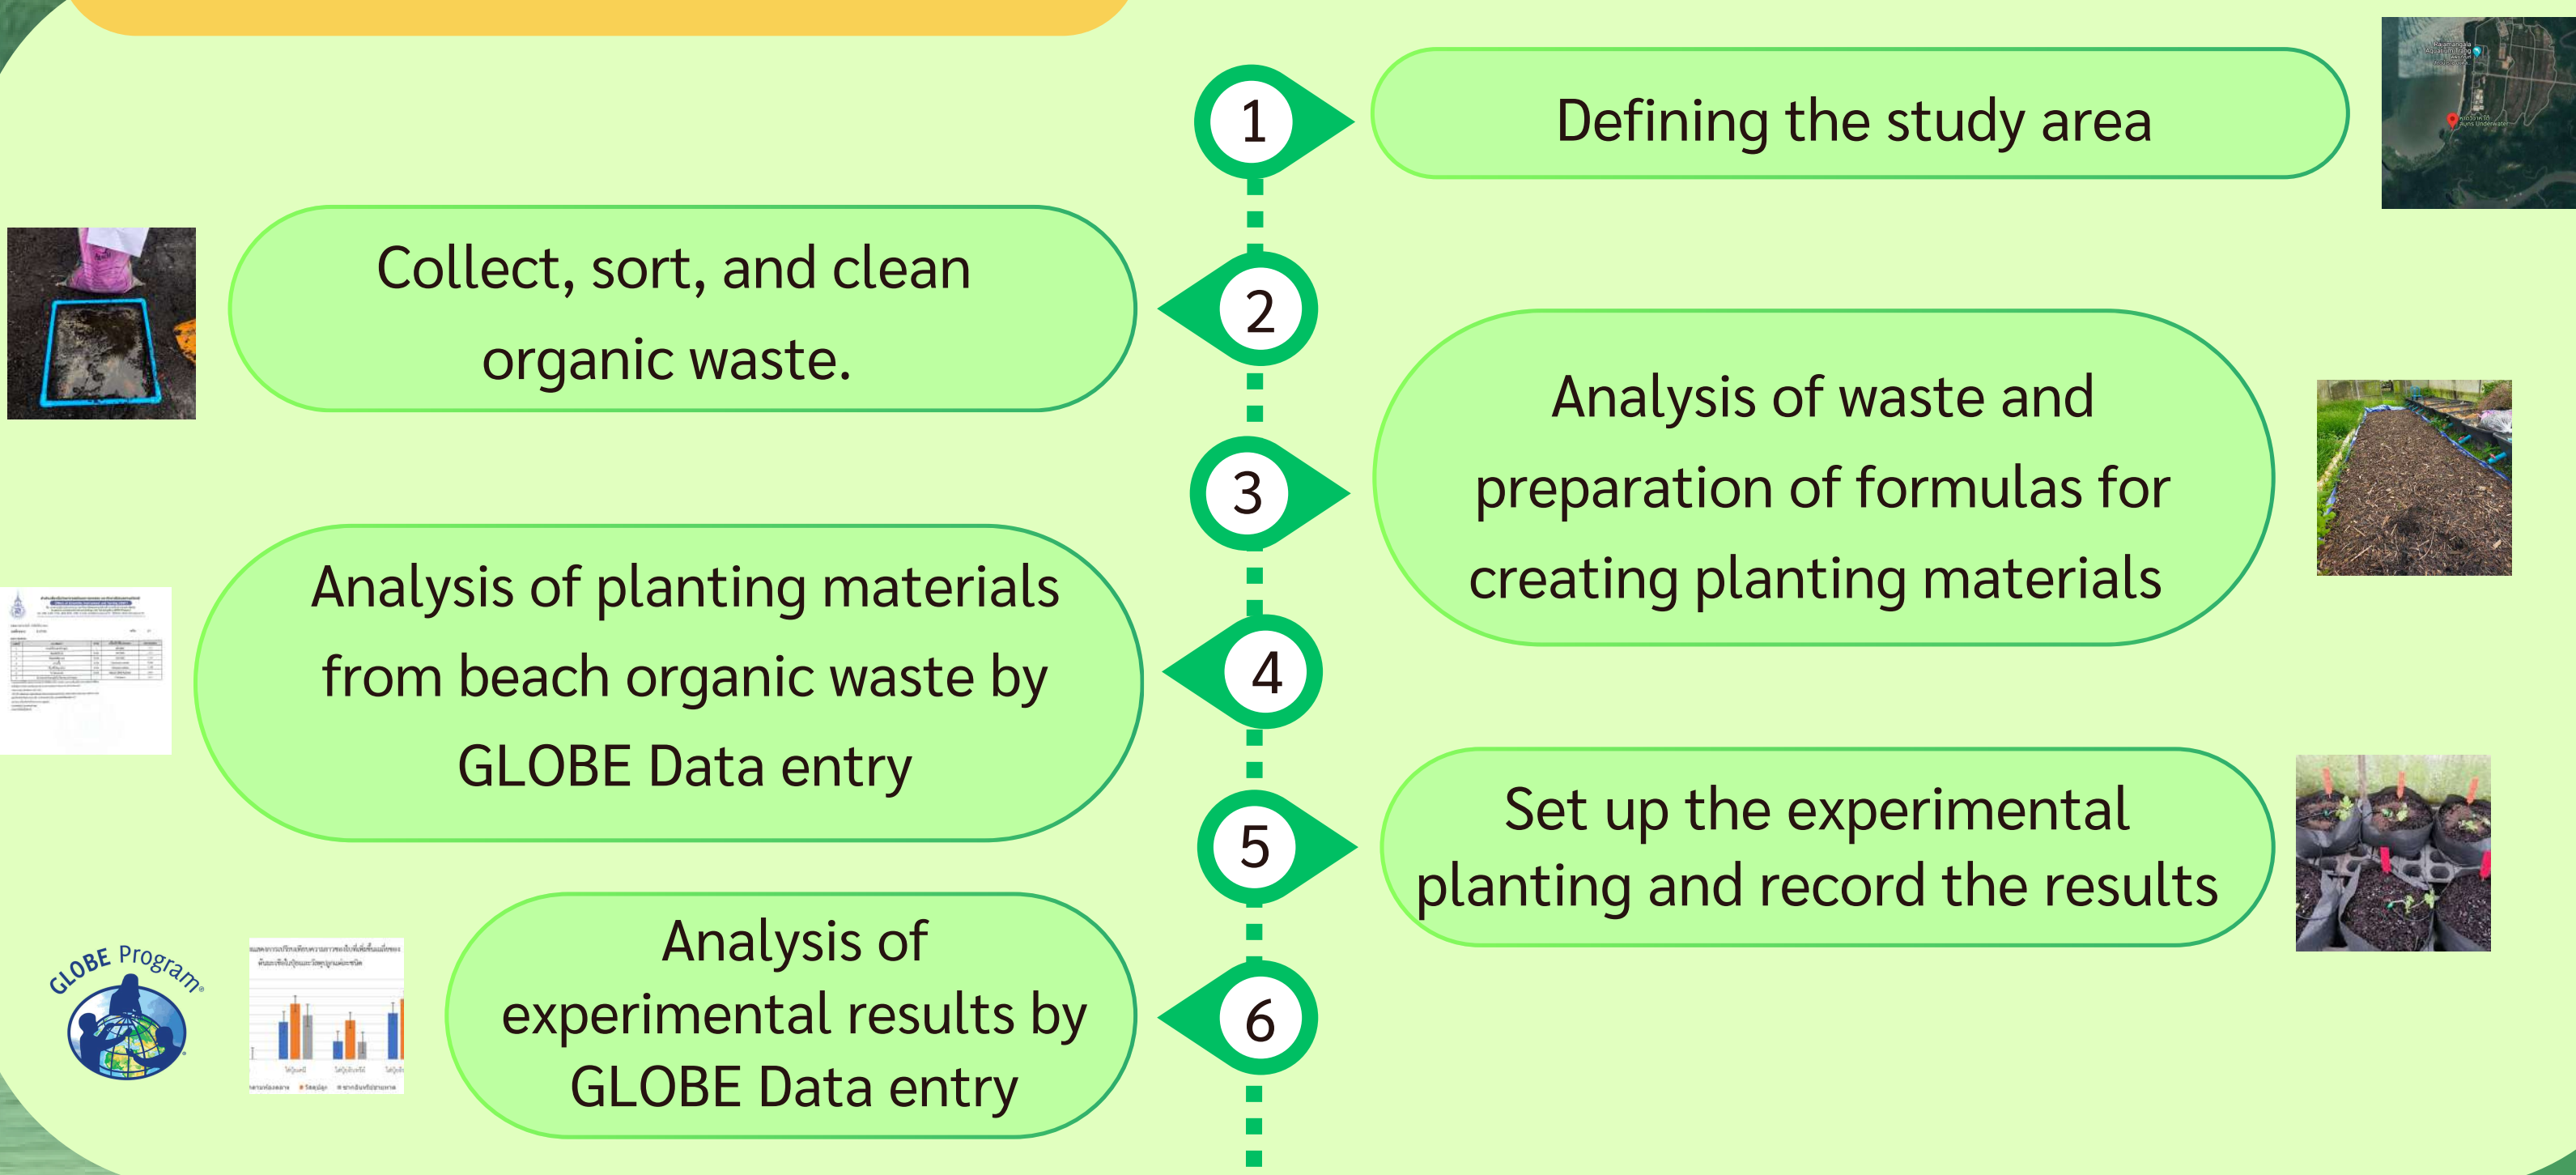 1
Defining the study area
2
Collect, sort, and clean
organic waste.
3
Analysis of waste and
preparation of formulas for
creating planting materials
4
Analysis of planting materials
from beach organic waste by
GLOBE Data entry
5
Set up the experimental
planting and record the results
6
Analysis of
experimental results by
GLOBE Data entry
GLOBE Program®